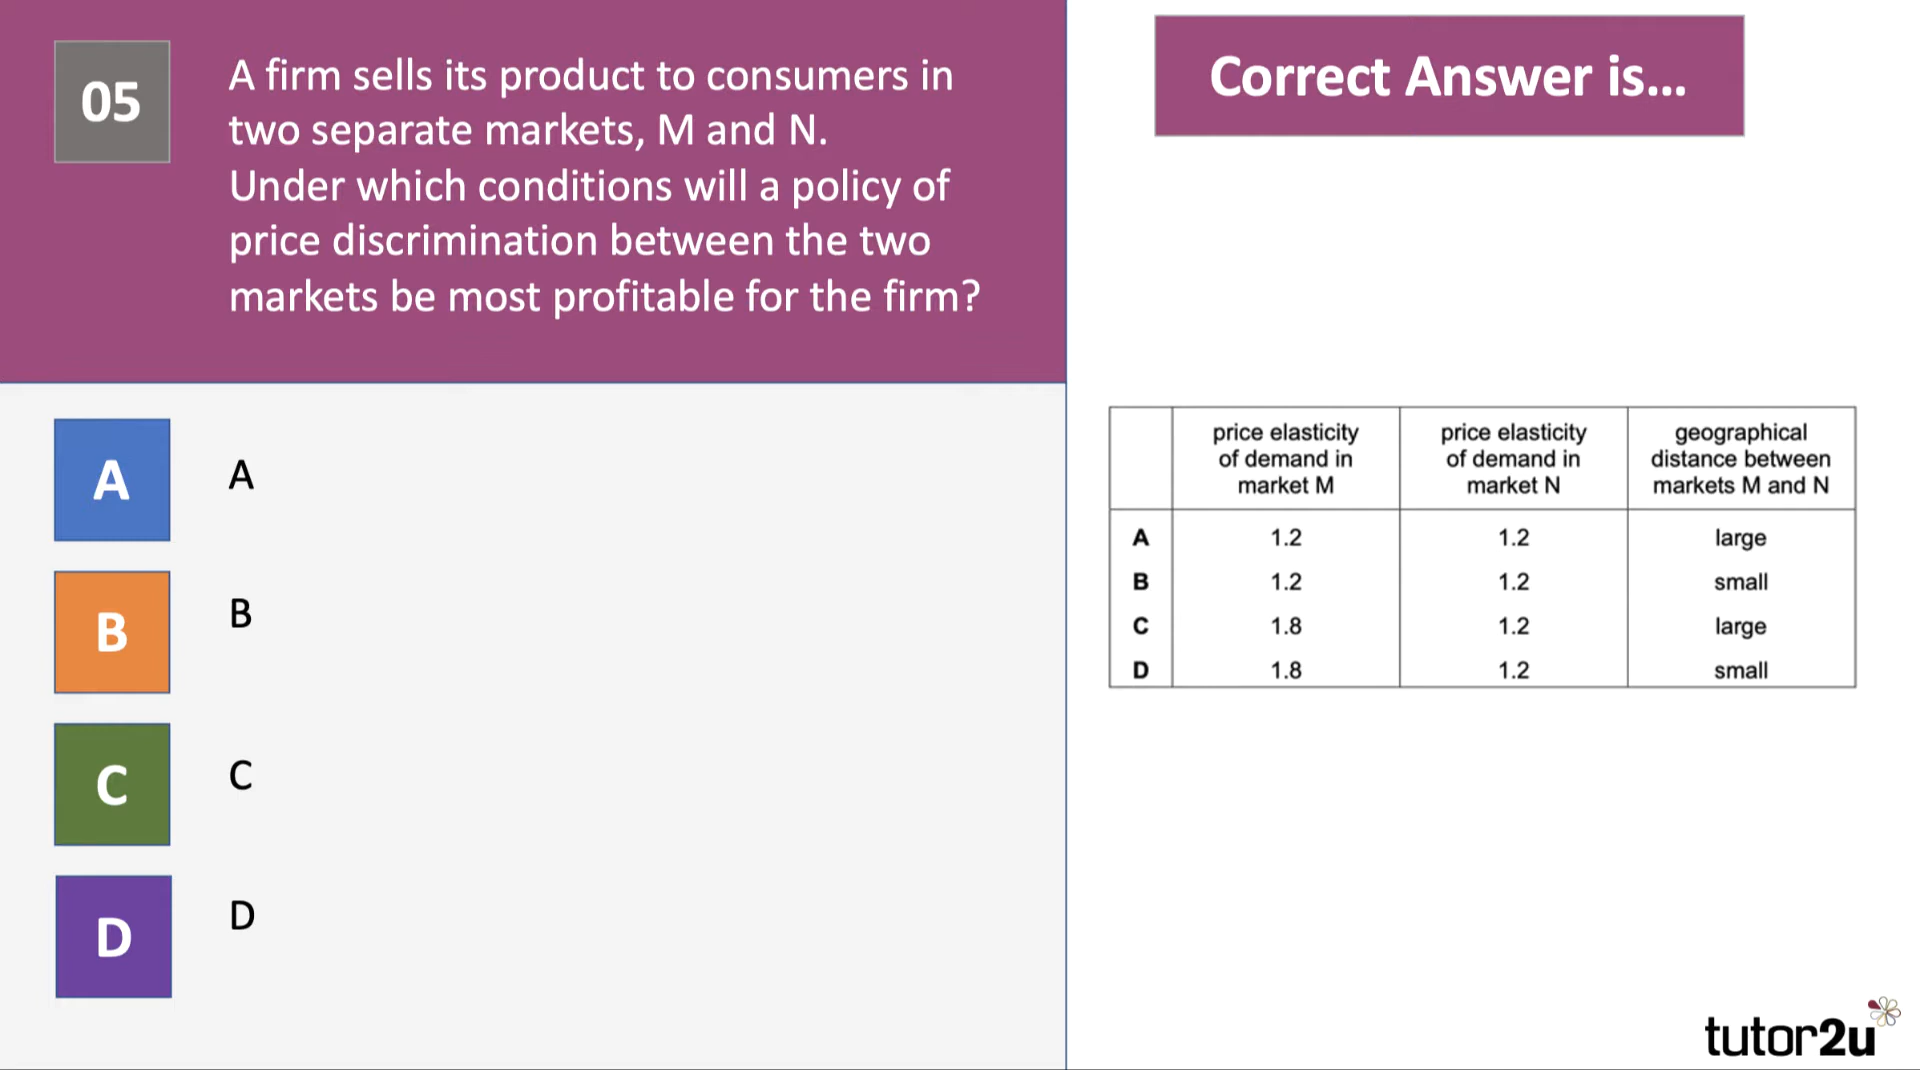 05
A firm sells its product to consumers in
two separate markets, M and N.
Under which conditions will a policy of
price discrimination between the two
markets be most profitable for the firm?
A A
B B
C C
D D
Correct Answer is...
price elasticity of demand in market M price elasticity of demand in market N geographical distance between markets M and N
A 1.2 1.2 large
B 1.2 1.2 small
C 1.8 1.2 large
D 1.8 1.2 small
tutor2u